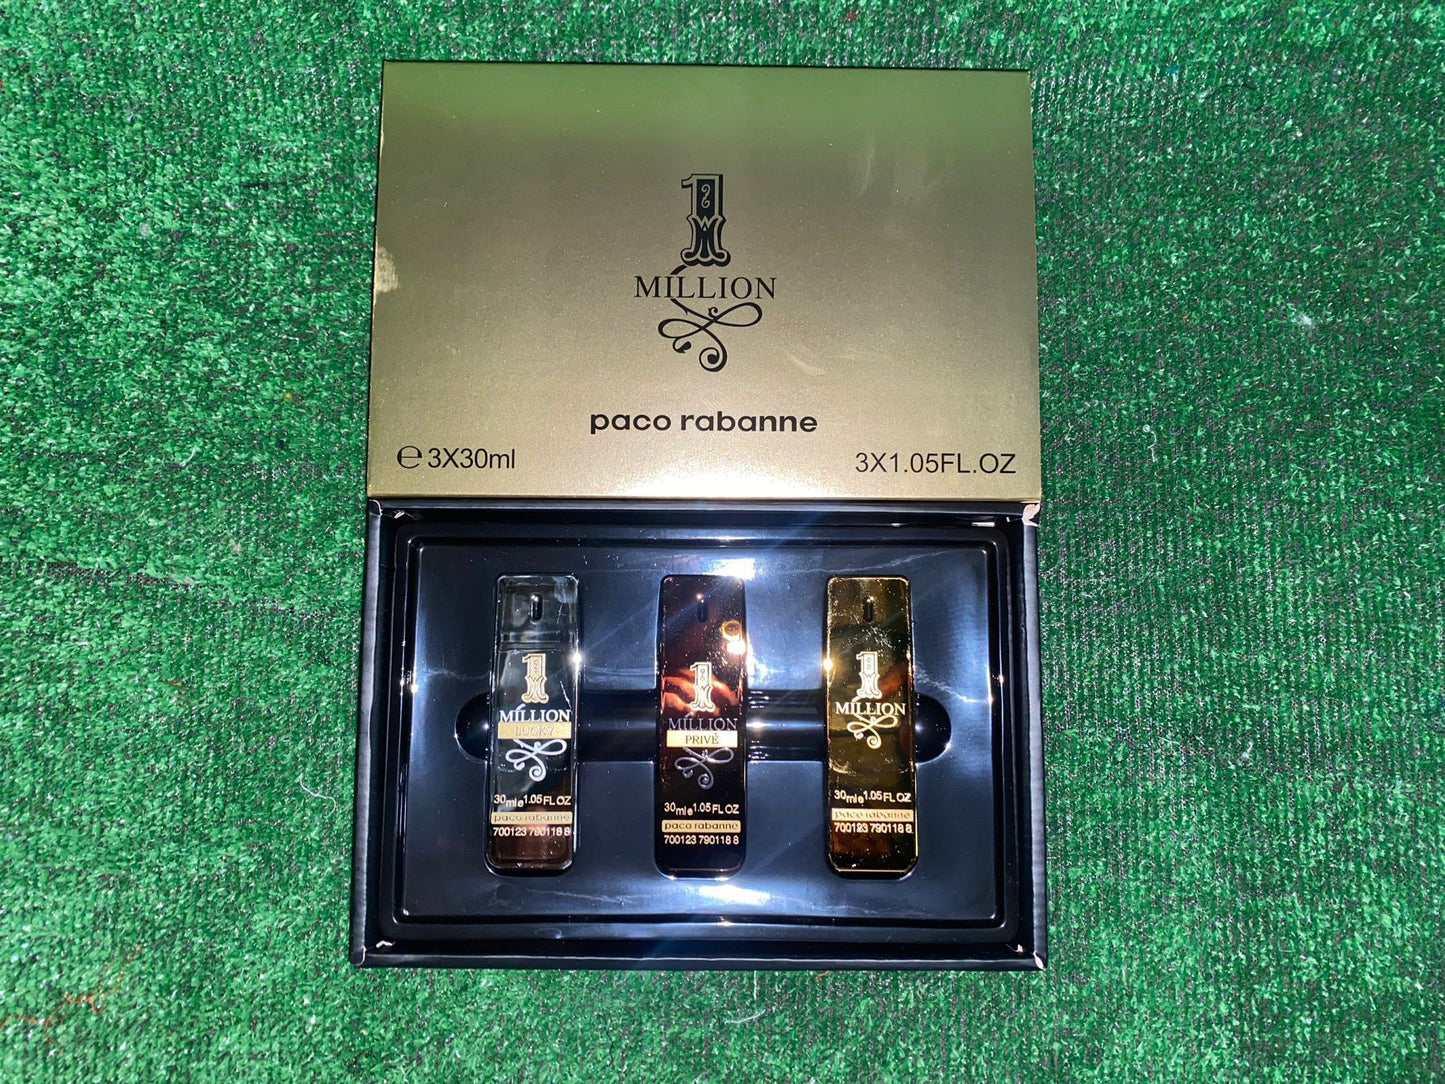 1
MILLION
paco rabanne
℮ 3X30ml
3X1.05FL.OZ
1
MILLION
LUCKY
30ml e 1.05 FL OZ
paco rabanne
700123 790118 8
1
MILLION
PRIVÉ
30ml e 1.05 FL OZ
paco rabanne
700123 790118 8
1
MILLION
30ml e 1.05 FL OZ
paco rabanne
700123 790118 8